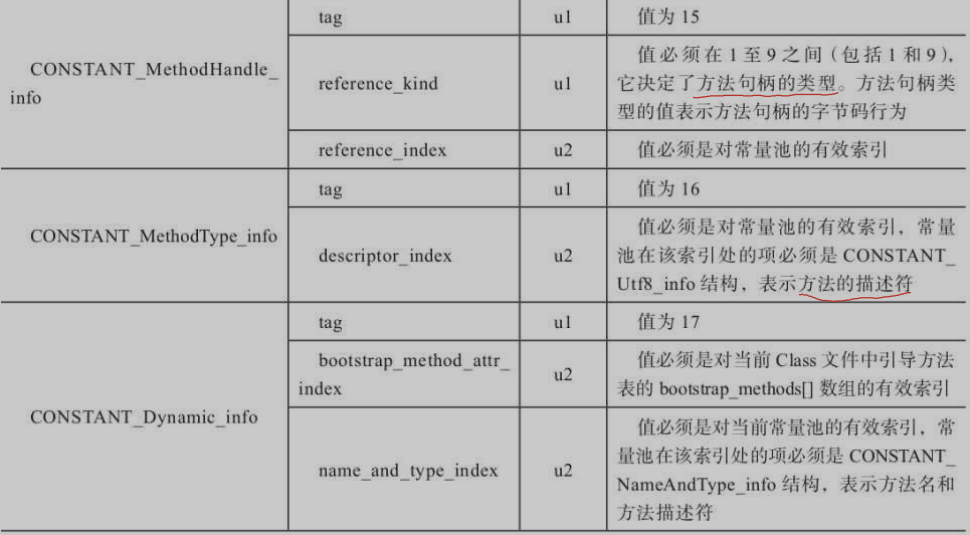 tag u1 值为 15
CONSTANT_MethodHandle_
info
reference_kind u1
值必须在 1 至 9 之间（包括 1 和 9），
它决定了方法句柄的类型。方法句柄类
型的值表示方法句柄的字节码行为
reference_index u2 值必须是对常量池的有效索引
tag u1 值为 16
CONSTANT_MethodType_info
descriptor_index u2
值必须是对常量池的有效索引，常量
池在该索引处的项必须是 CONSTANT_
Utf8_info 结构，表示方法的描述符
tag u1 值为 17
CONSTANT_Dynamic_info
bootstrap_method_attr_
index
u2
值必须是对当前 Class 文件中引导方法
表的 bootstrap_methods[] 数组的有效索引
name_and_type_index u2
值必须是对当前常量池的有效索引，常
量池在该索引处的项必须是 CONSTANT_
NameAndType_info 结构，表示方法名和
方法描述符